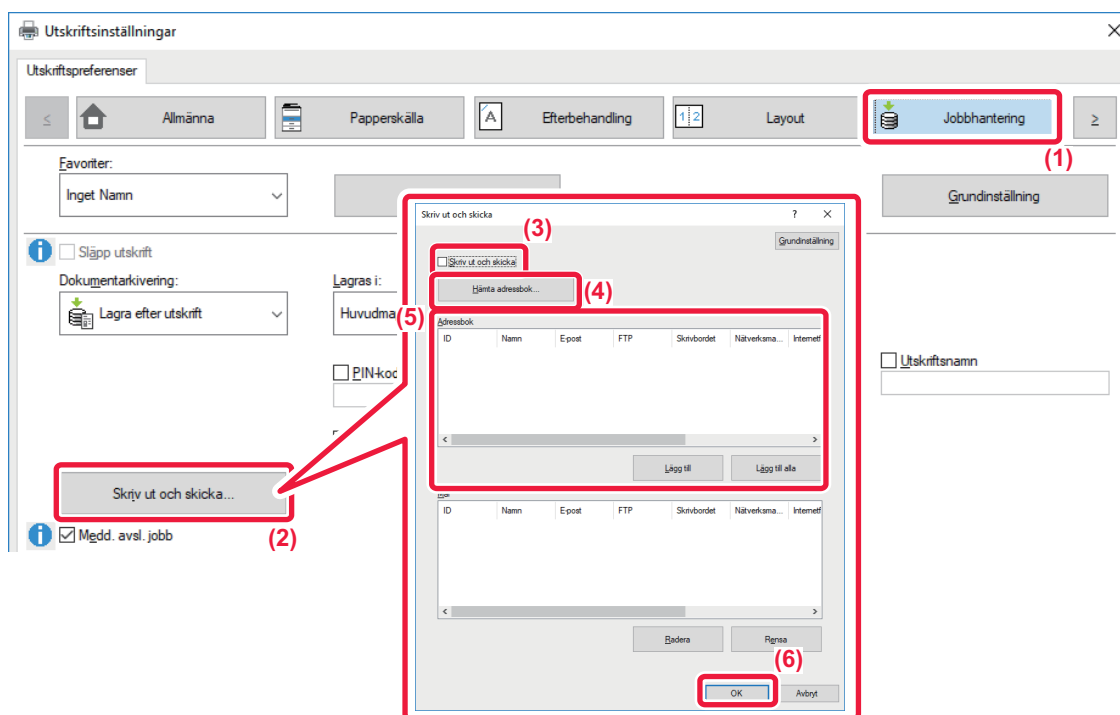 Utskriftsinställningar
Utskriftspreferenser
< Allmänna Papperskälla Efterbehandling Layout Jobbhantering >
(1)
Favoriter:
Inget Namn
Grundinställning
Släpp utskrift
Dokumentarkivering:
Lagra efter utskrift
Lagras i:
Huvudma
PIN-kod
Utskriftsnamn
Skriv ut och skicka...
(2)
Medd. avsl. jobb
Skriv ut och skicka ? ×
(3)
Grundinställning
Skriv ut och skicka
Hämta adressbok...
(4)
(5)
Adressbok
ID Namn E-post FTP Skrivbordet Nätverksma... Internetf
Lägg till Lägg till alla
ID Namn E-post FTP Skrivbordet Nätverksma... Internetf
Radera Rensa
(6)
OK Avbryt